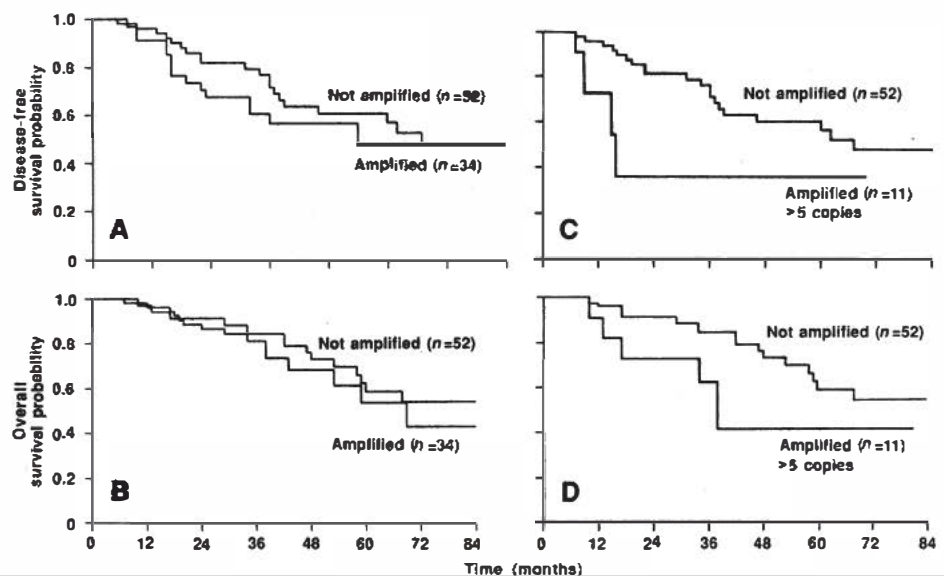 Disease-free
survival probability
1.0
0.8
0.6
0.4
0.2
0
Not amplified (n=52)
Amplified (n=34)
A
Not amplified (n=52)
Amplified (n=11)
>5 copies
C
Overall
survival probability
1.0
0.8
0.6
0.4
0.2
0
Not amplified (n=52)
Amplified (n=34)
B
Not amplified (n=52)
Amplified (n=11)
>5 copies
D
0 12 24 36 48 60 72 84
0 12 24 36 48 60 72 84
Time (months)